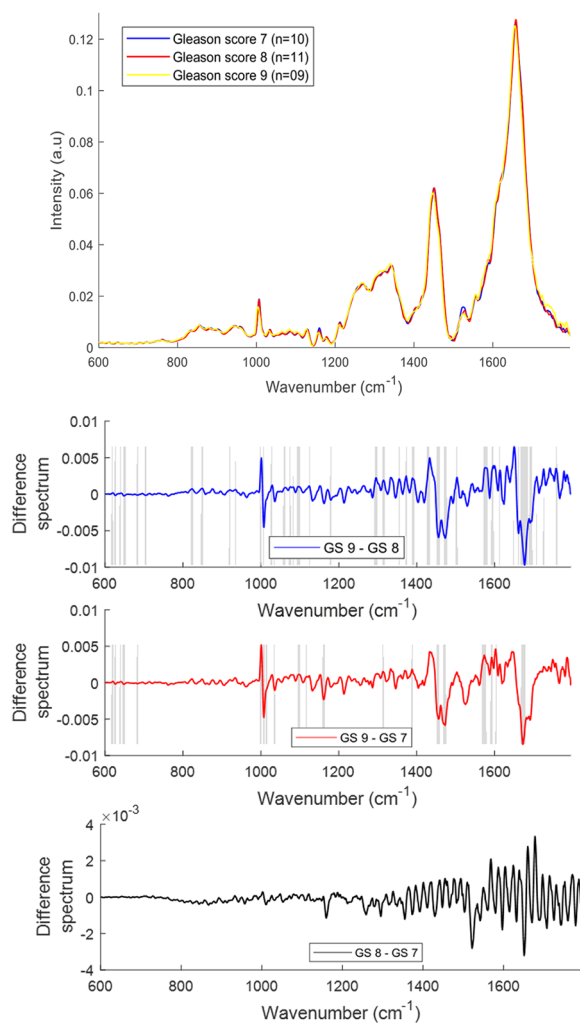 0.12
0.1
0.08
0.06
0.04
0.02
0
Intensity (a.u)
Gleason score 7 (n=10)
Gleason score 8 (n=11)
Gleason score 9 (n=09)
600 800 1000 1200 1400 1600
Wavenumber (cm⁻¹)
0.01
0.005
0
-0.005
-0.01
Difference
spectrum
GS 9 - GS 8
600 800 1000 1200 1400 1600
Wavenumber (cm⁻¹)
0.01
0.005
0
-0.005
-0.01
Difference
spectrum
GS 9 - GS 7
600 800 1000 1200 1400 1600
Wavenumber (cm⁻¹)
×10⁻³
4
2
0
-2
-4
Difference
spectrum
GS 8 - GS 7
600 800 1000 1200 1400 1600
Wavenumber (cm⁻¹)